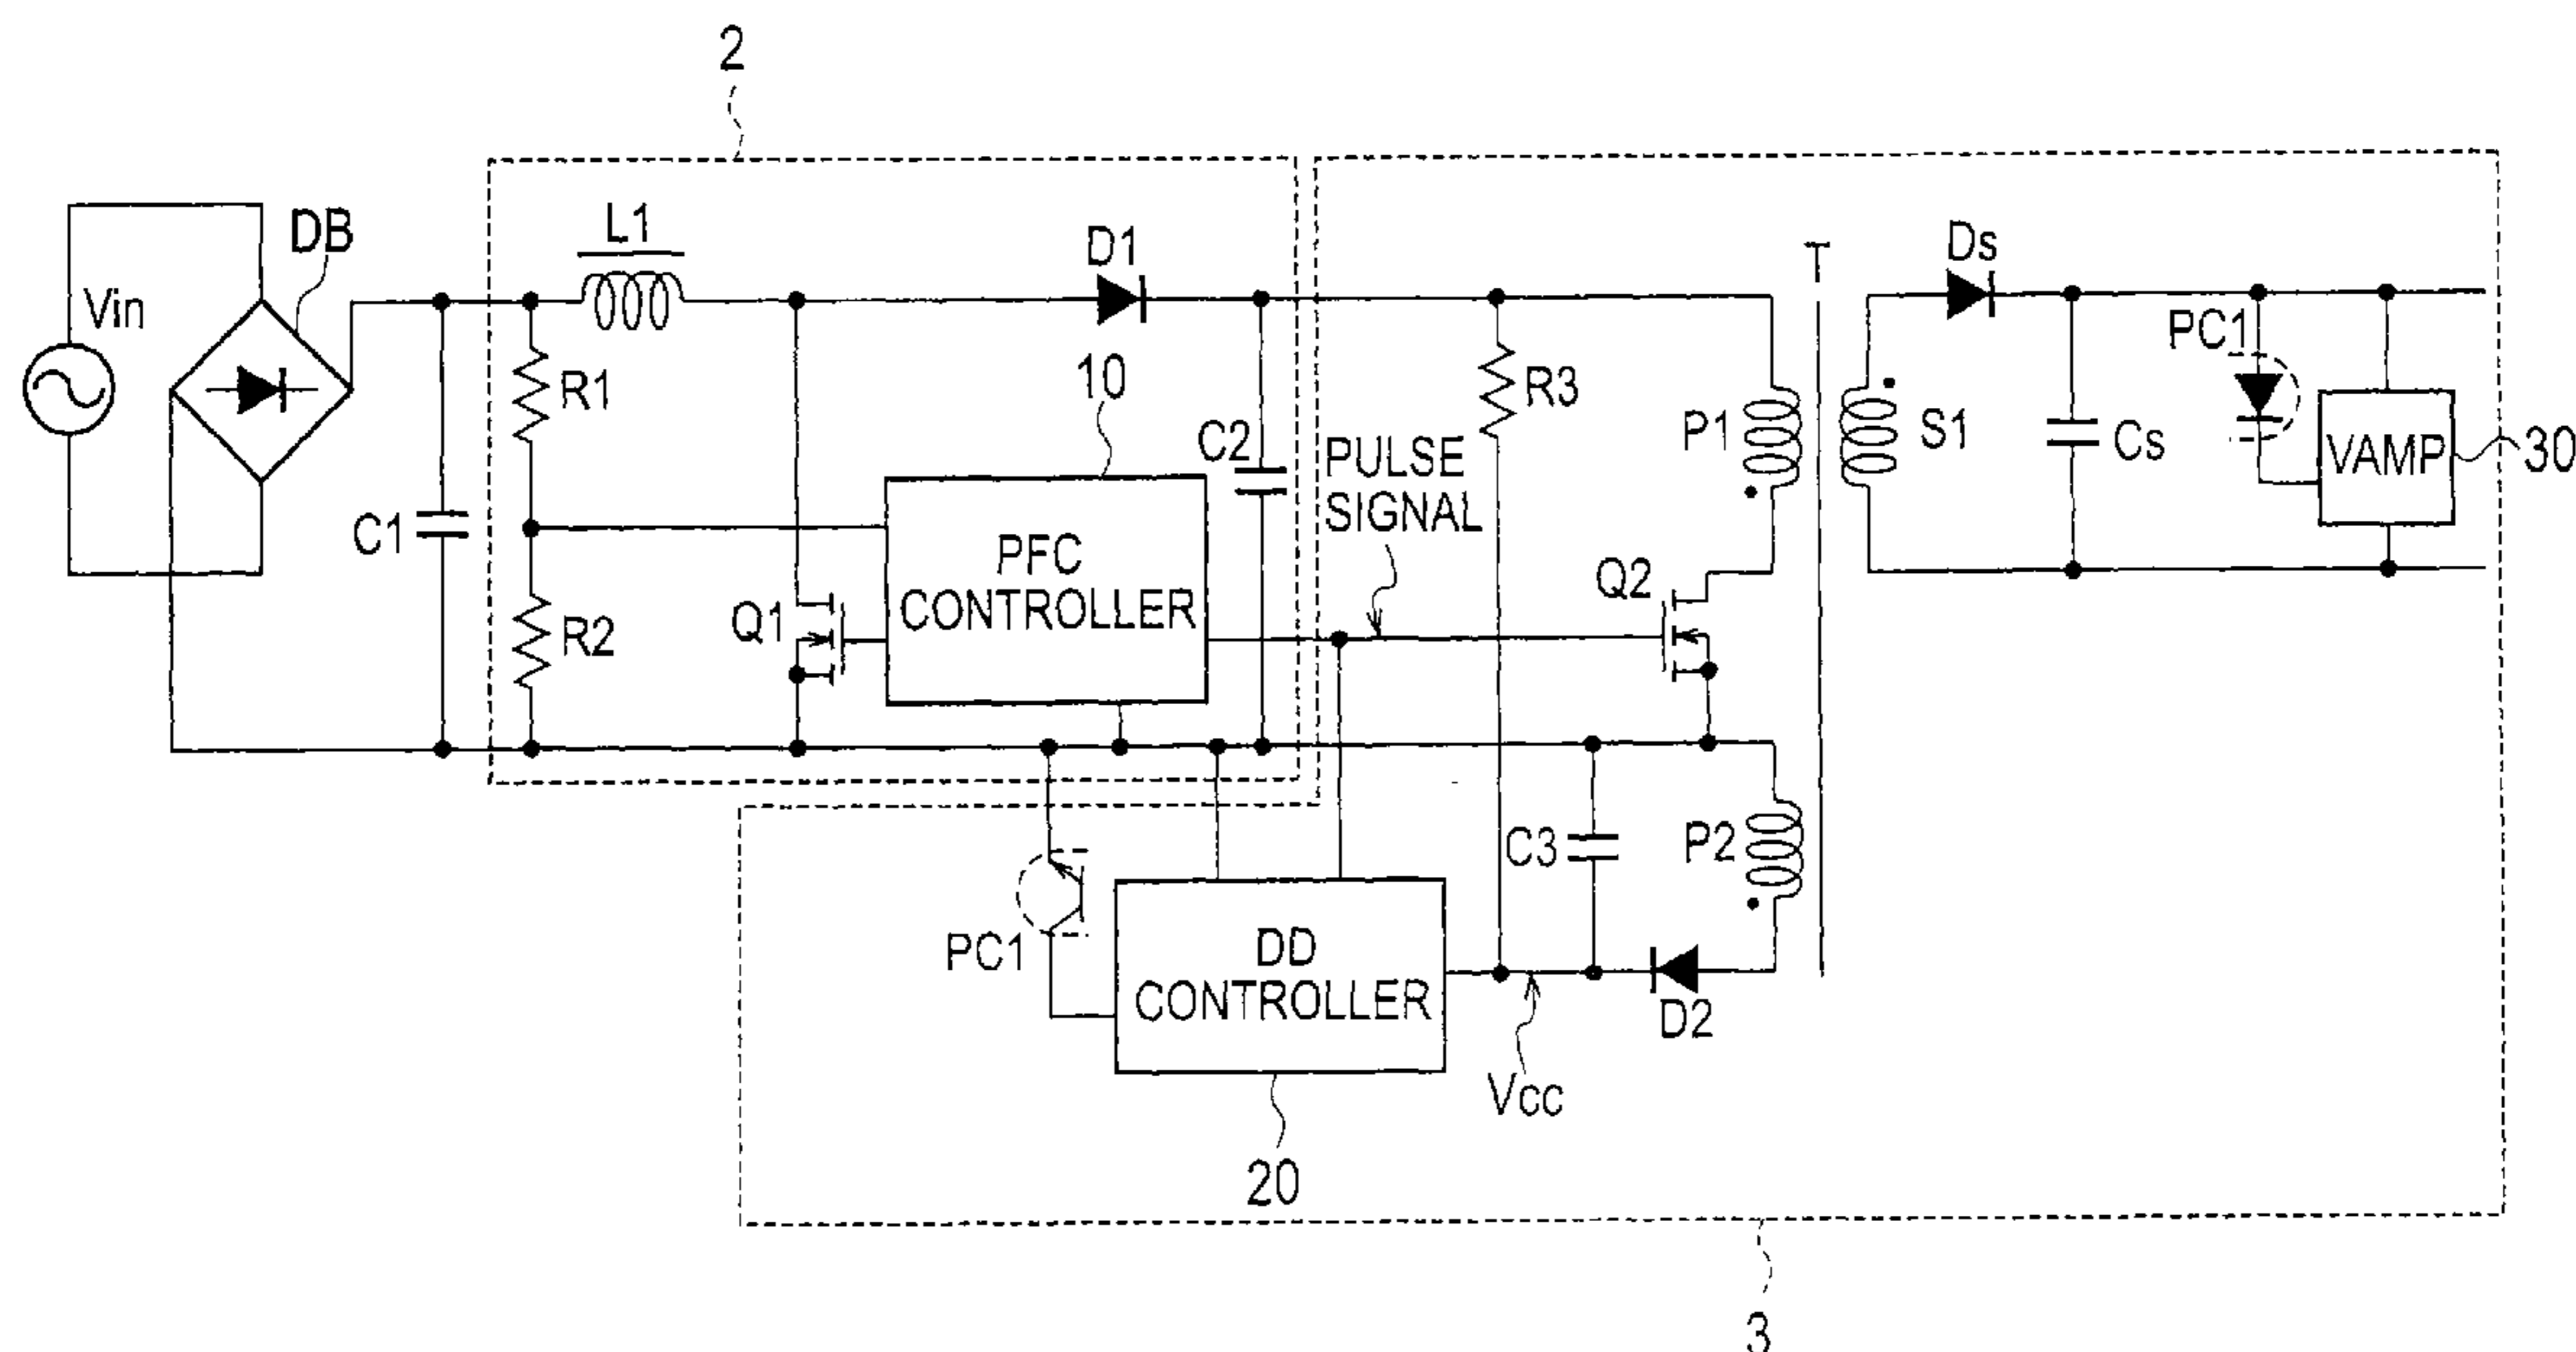 2
Vin
DB
L1
D1
T
Ds
PC1
R1
10
C2
R3
P1
S1
Cs
VAMP
30
PULSE
SIGNAL
C1
PFC
CONTROLLER
Q1
Q2
R2
C3
P2
PC1
DD
CONTROLLER
D2
Vcc
20
3